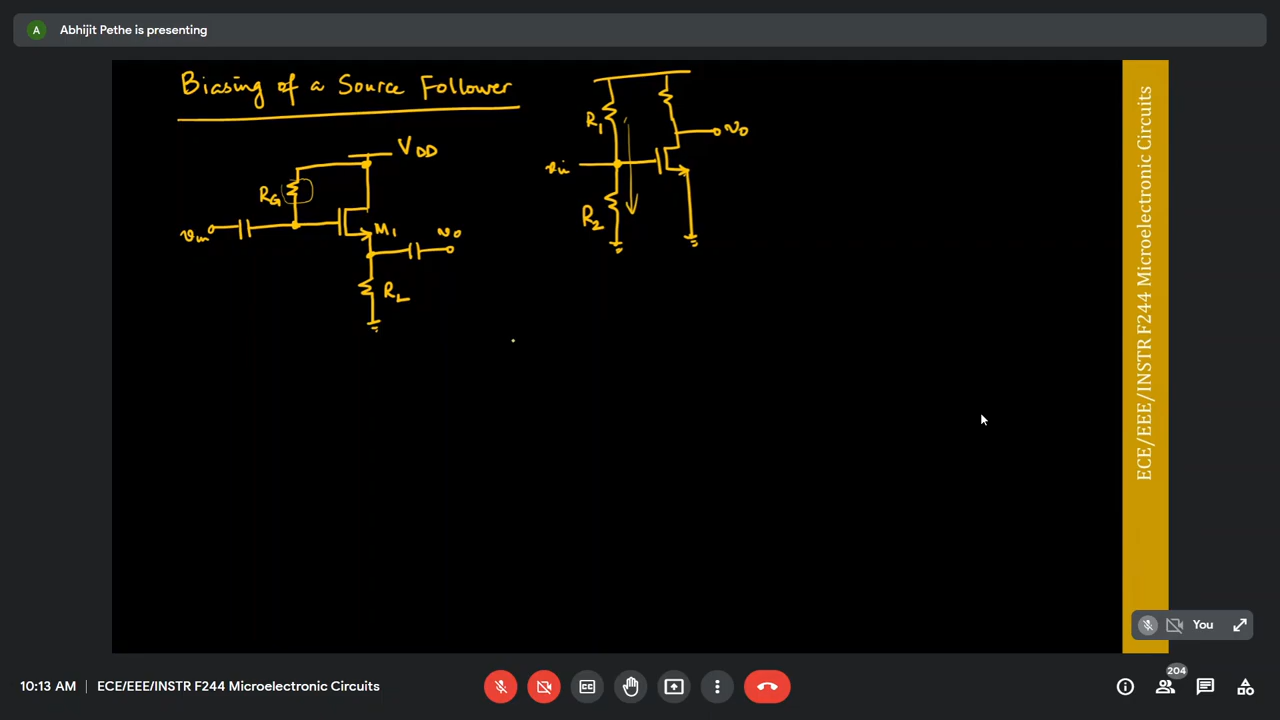 Abhijit Pethe is presenting
A
Biasing of a Source Follower
VDD
RG
vin
M1
vo
RL
R1
vin
R2
vo
ECE/EEE/INSTR F244 Microelectronic Circuits
You
10:13 AM | ECE/EEE/INSTR F244 Microelectronic Circuits
204